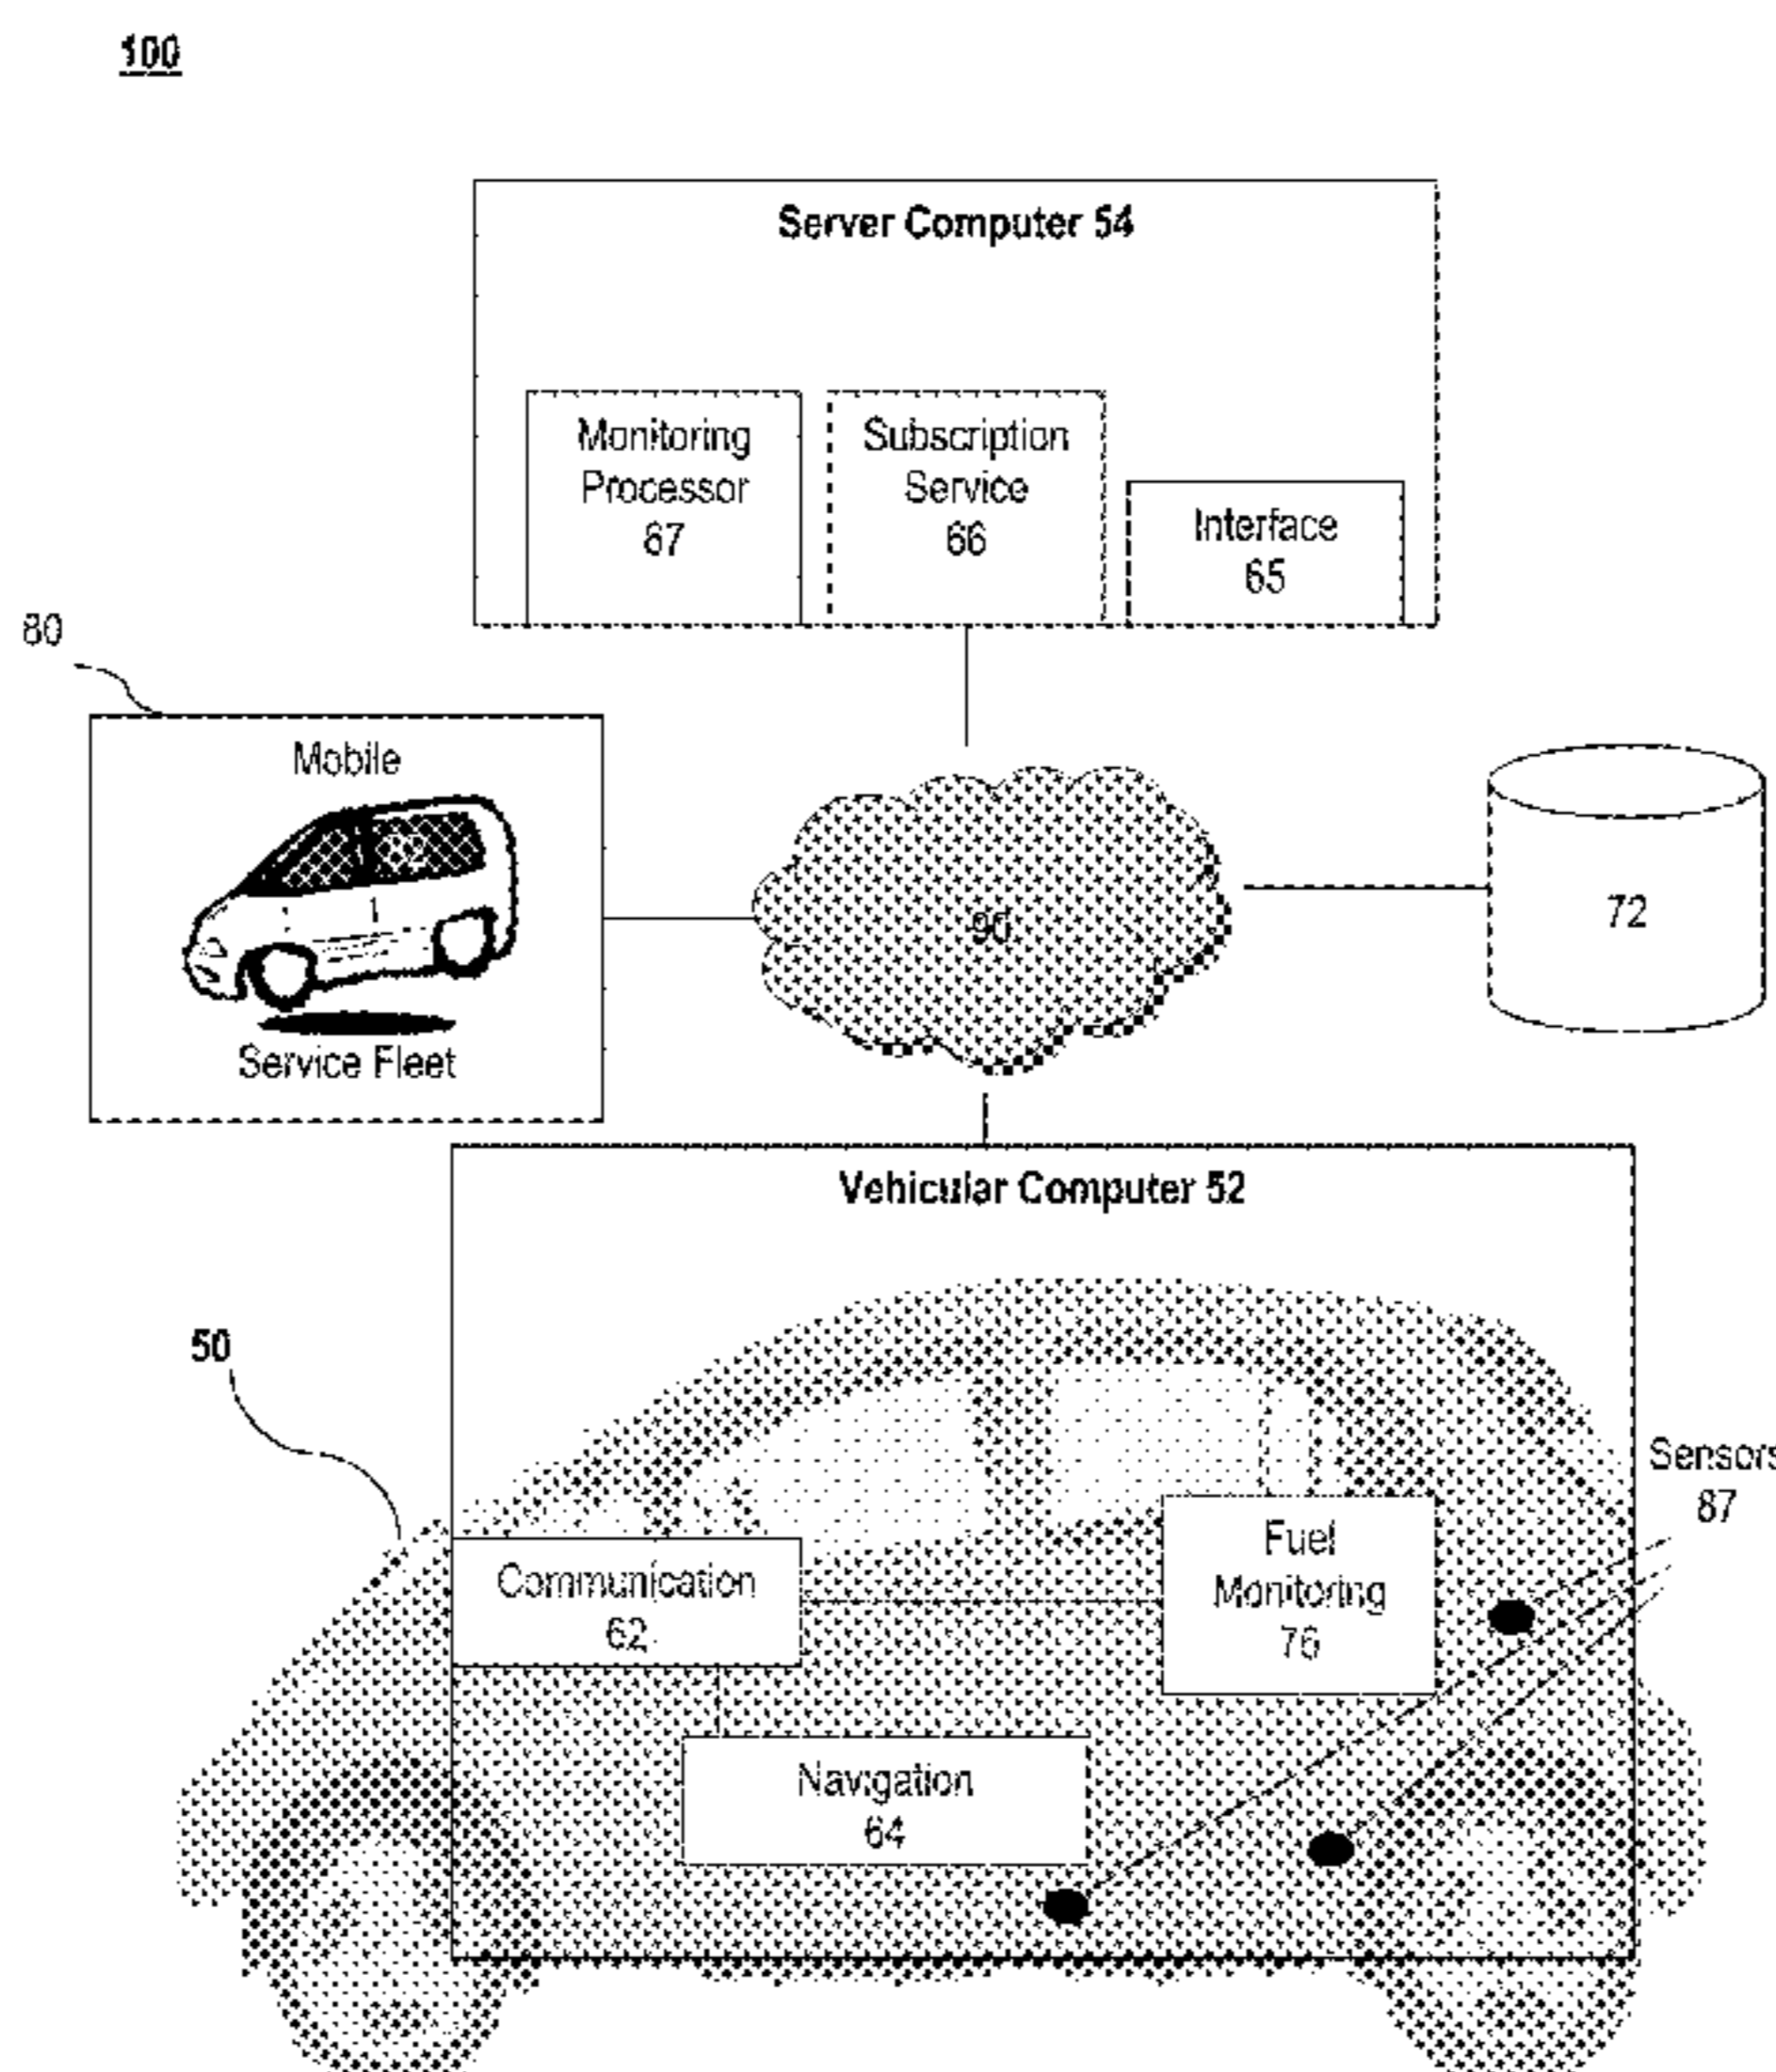 100
Server Computer 54
Monitoring
Processor
67
Subscription
Service
66
Interface
65
80
Mobile
Service Fleet
72
Vehicular Computer 52
50
Sensors
87
Communication
62
Fuel
Monitoring
76
Navigation
64